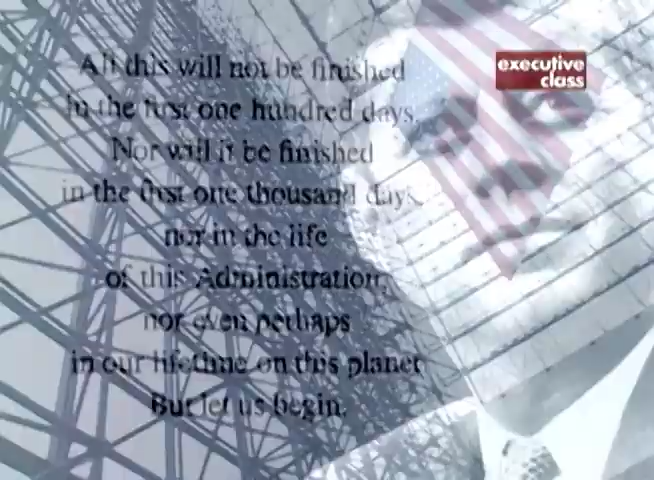 executive
class
All this will not be finished
in the first one hundred days.
Nor will it be finished
in the first one thousand days,
nor in the life
of this Administration,
nor even perhaps
in our lifetime on this planet
But let us begin.